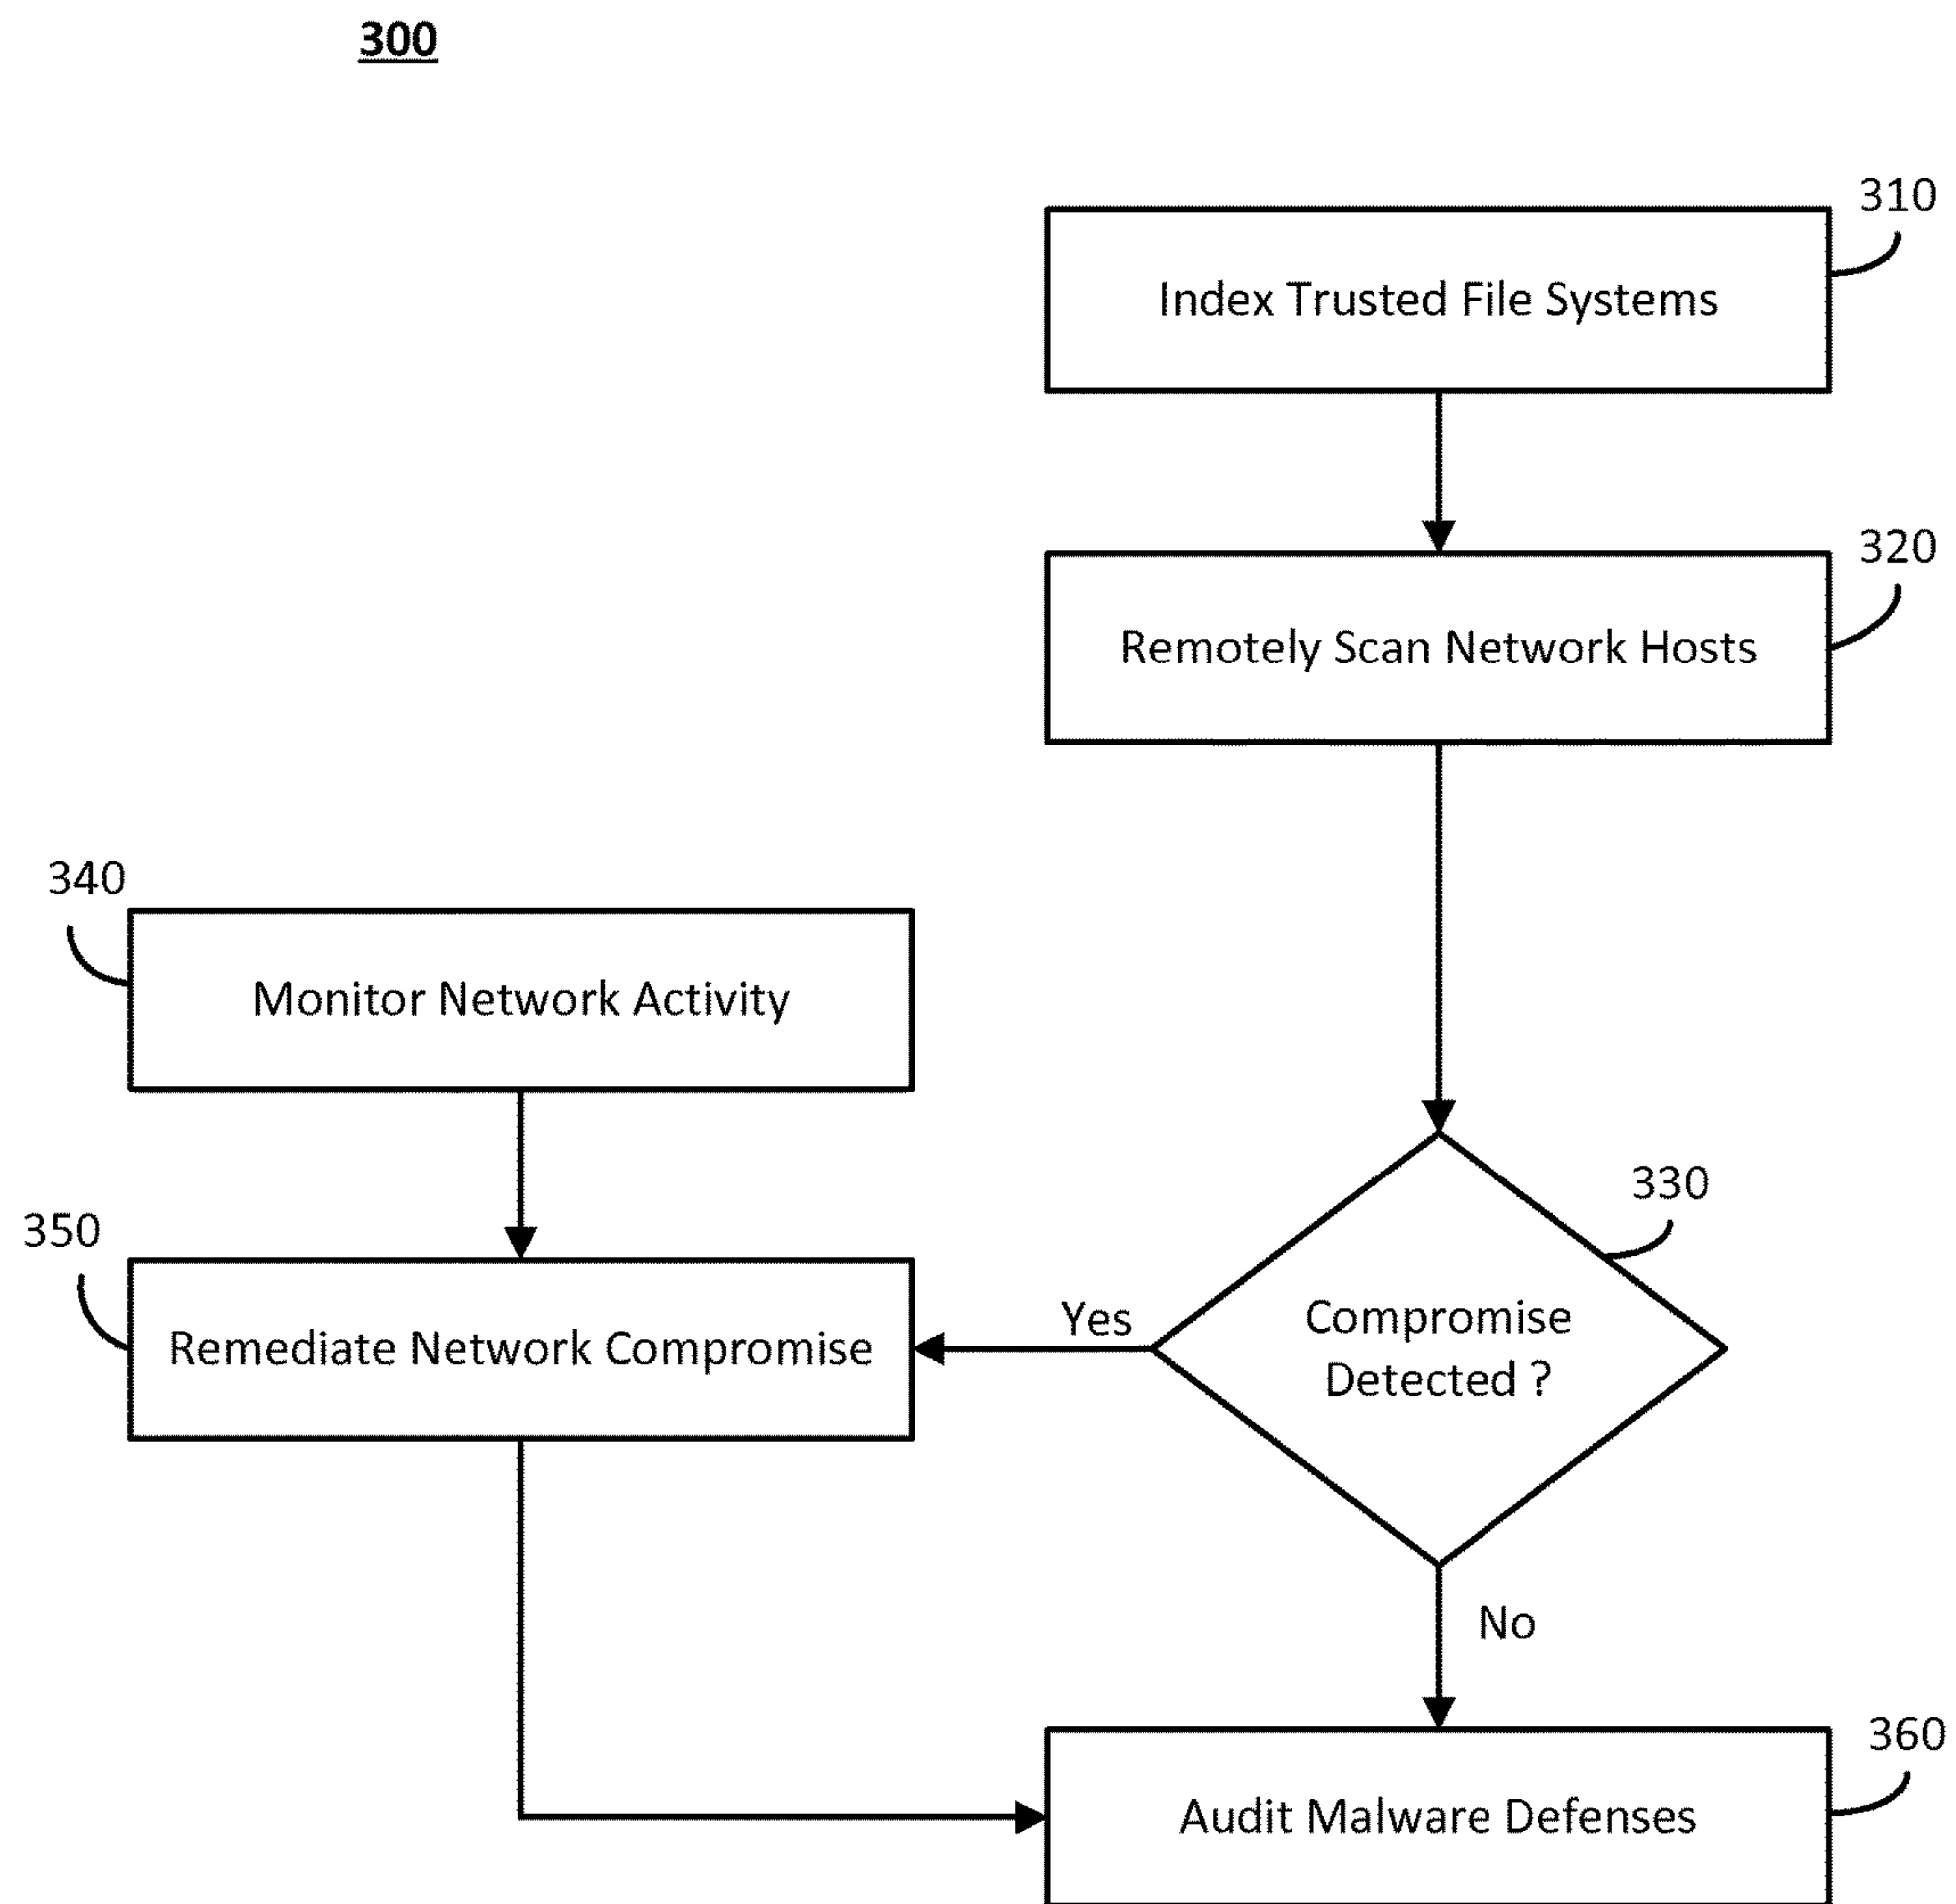 300
310
Index Trusted File Systems
320
Remotely Scan Network Hosts
340
Monitor Network Activity
330
350
Remediate Network Compromise
Yes
Compromise
Detected ?
No
360
Audit Malware Defenses